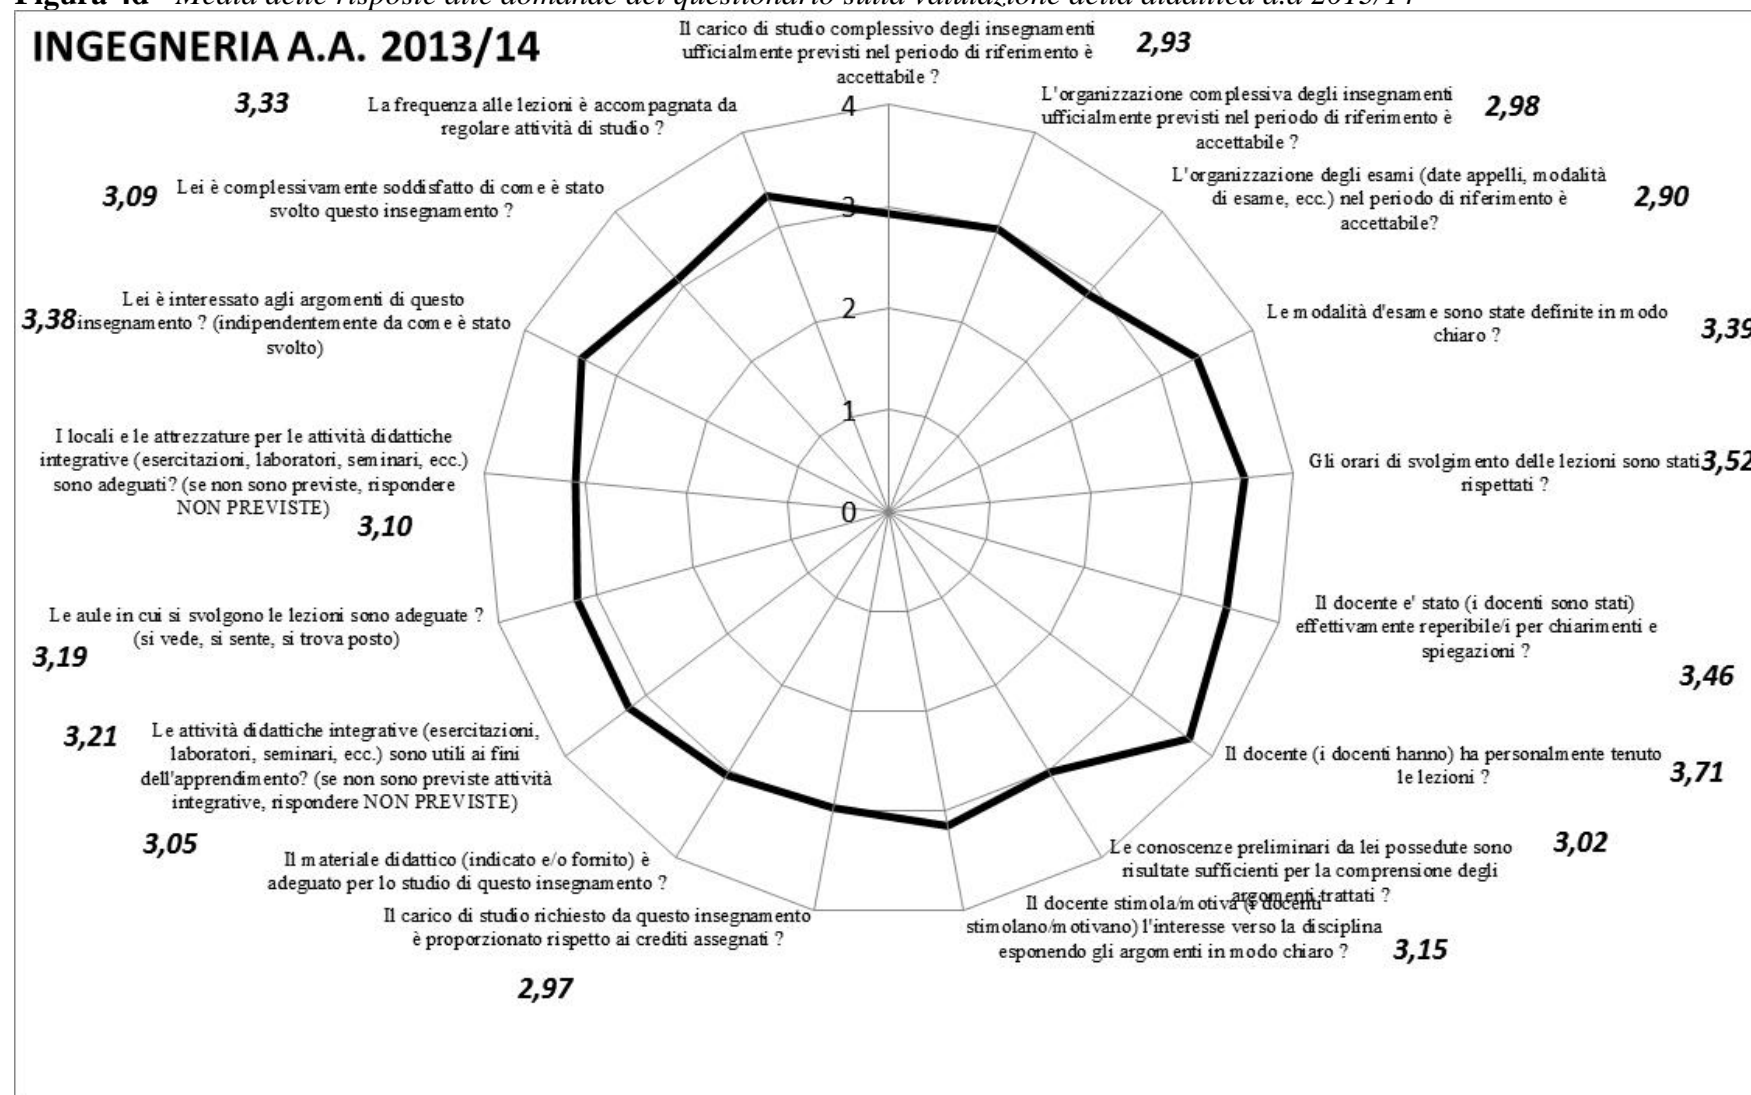 Figura 4d - Media delle risposte alle domande del questionario sulla valutazione della didattica a.a 2013/14
INGEGNERIA A.A. 2013/14
Il carico di studio complessivo degli insegnamenti
ufficialmente previsti nel periodo di riferimento è
accettabile ?
2,93
L'organizzazione complessiva degli insegnamenti
ufficialmente previsti nel periodo di riferimento è
accettabile ?
2,98
L'organizzazione degli esami (date appelli, modalità
di esame, ecc.) nel periodo di riferimento è
accettabile?
2,90
Le modalità d'esame sono state definite in modo
chiaro ?
3,39
Gli orari di svolgimento delle lezioni sono stati
rispettati ?
3,52
Il docente e' stato (i docenti sono stati)
effettivamente reperibile/i per chiarimenti e
spiegazioni ?
3,46
Il docente (i docenti hanno) ha personalmente tenuto
le lezioni ?
3,71
Le conoscenze preliminari da lei possedute sono
risultate sufficienti per la comprensione degli
argomenti trattati ?
3,02
Il docente stimola/motiva (i docenti
stimolano/motivano) l'interesse verso la disciplina
esponendo gli argomenti in modo chiaro ?
3,15
Il carico di studio richiesto da questo insegnamento
è proporzionato rispetto ai crediti assegnati ?
2,97
Il materiale didattico (indicato e/o fornito) è
adeguato per lo studio di questo insegnamento ?
3,05
Le attività didattiche integrative (esercitazioni,
laboratori, seminari, ecc.) sono utili ai fini
dell'apprendimento? (se non sono previste attività
integrative, rispondere NON PREVISTE)
3,21
Le aule in cui si svolgono le lezioni sono adeguate ?
(si vede, si sente, si trova posto)
3,19
I locali e le attrezzature per le attività didattiche
integrative (esercitazioni, laboratori, seminari, ecc.)
sono adeguati? (se non sono previste, rispondere
NON PREVISTE)
3,10
Lei è interessato agli argomenti di questo
insegnamento ? (indipendentemente da come è stato
svolto)
3,38
Lei è complessivamente soddisfatto di come è stato
svolto questo insegnamento ?
3,09
La frequenza alle lezioni è accompagnata da
regolare attività di studio ?
3,33
4
3
2
1
0